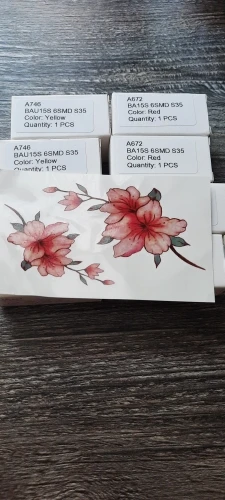 A746
BAU15S 6SMD S35
Color: Yellow
Quantity: 1 PCS
A672
BA15S 6SMD S35
Color: Red
Quantity: 1 PCS
A746
BAU15S 6SMD S35
Color: Yellow
Quantity: 1 PCS
A672
BA15S 6SMD S35
Color: Red
Quantity: 1 PCS